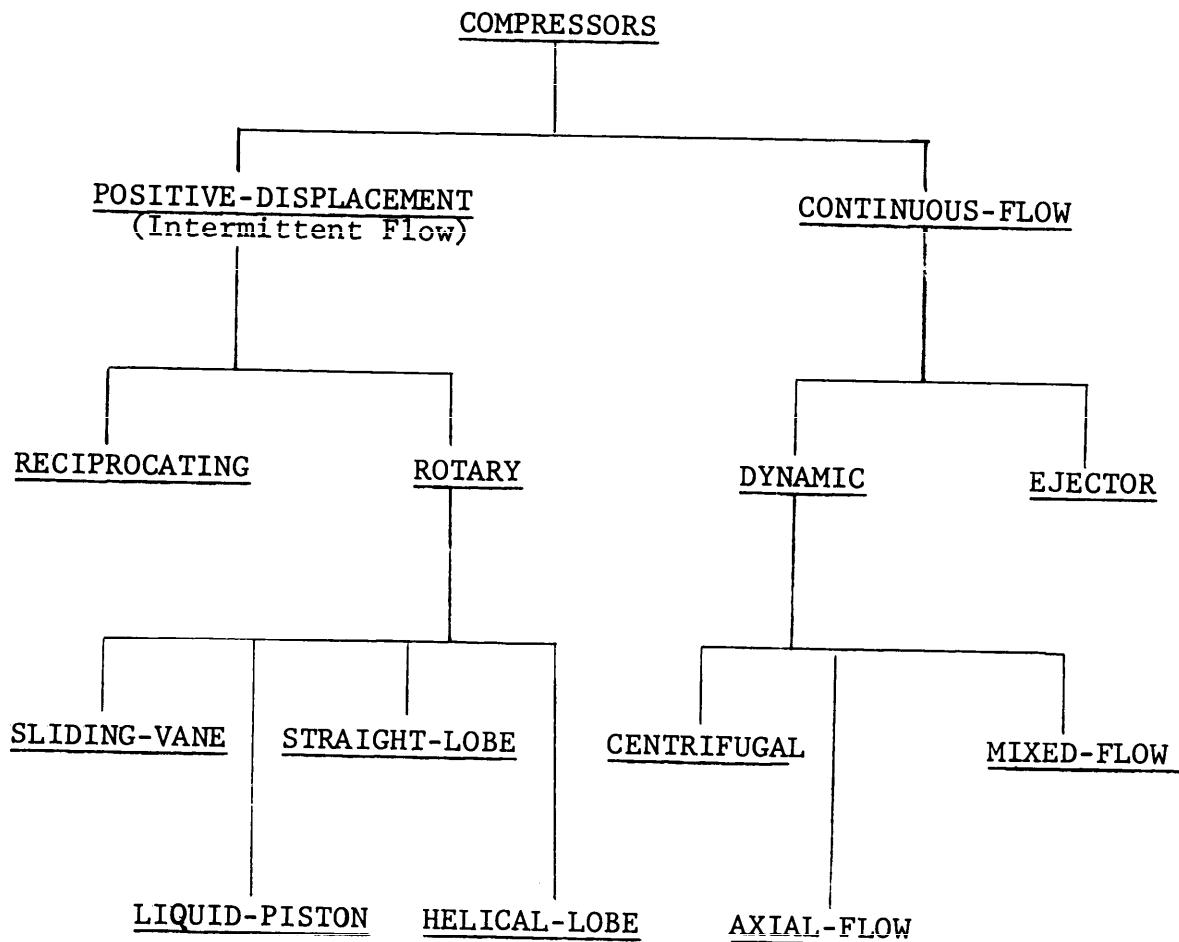 COMPRESSORS
POSITIVE-DISPLACEMENT
(Intermittent Flow)
CONTINUOUS-FLOW
RECIPROCATING
ROTARY
DYNAMIC
EJECTOR
SLIDING-VANE
STRAIGHT-LOBE
CENTRIFUGAL
MIXED-FLOW
LIQUID-PISTON
HELICAL-LOBE
AXIAL-FLOW